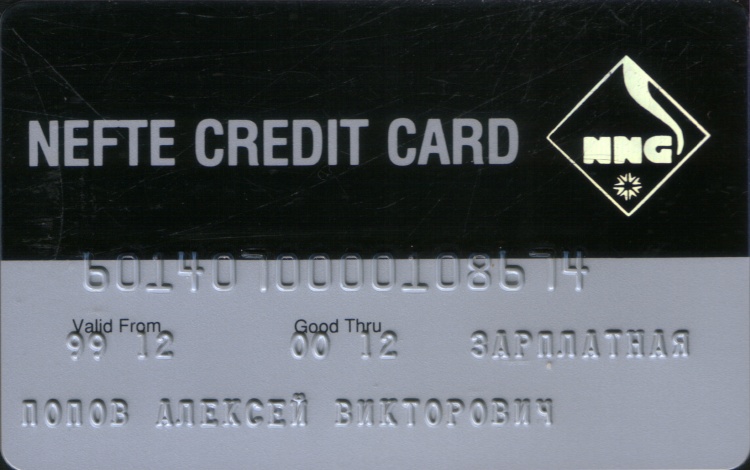 NEFTE CREDIT CARD
NNG
6014070000108674
Valid From Good Thru
99 12 00 12 ЗАРПЛАТНАЯ
ПОПОВ АЛЕКСЕЙ ВИКТОРОВИЧ